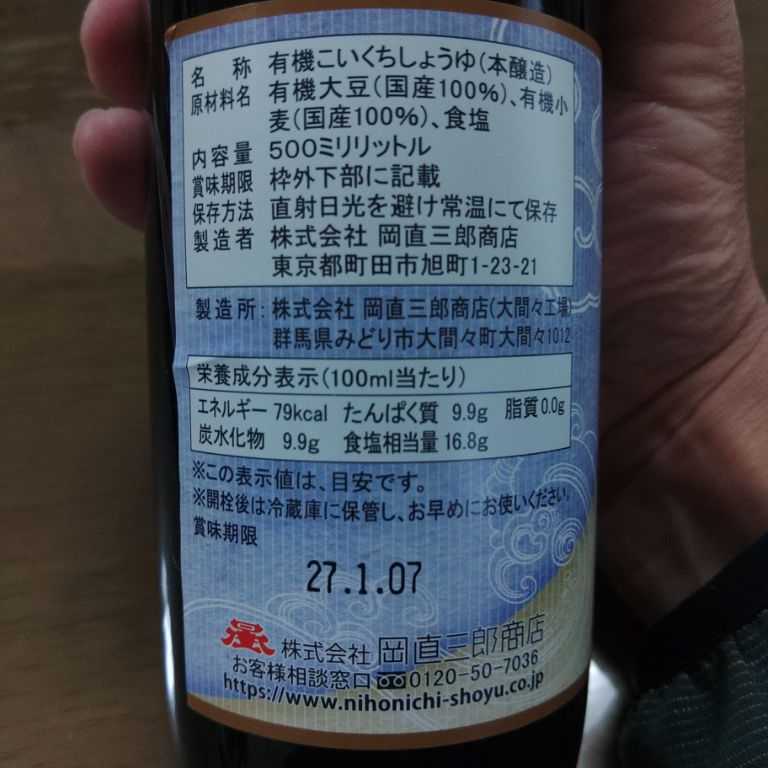 名称 有機こいくちしょうゆ(本醸造)
原材料名 有機大豆(国産100%)、有機小
麦(国産100%)、食塩
内容量 500ミリリットル
賞味期限 枠外下部に記載
保存方法 直射日光を避け常温にて保存
製造者 株式会社 岡直三郎商店
東京都町田市旭町1-23-21
製造所:株式会社 岡直三郎商店(大間々工場)
群馬県みどり市大間々町大間々1012
栄養成分表示(100ml当たり)
エネルギー 79kcal たんぱく質 9.9g 脂質 0.0g
炭水化物 9.9g 食塩相当量 16.8g
※この表示値は、目安です。
※開栓後は冷蔵庫に保管し、お早めにお使いください。
賞味期限
27.1.07
株式会社 岡直三郎商店
お客様相談窓口 0120-50-7036
https://www.nihonichi-shoyu.co.jp